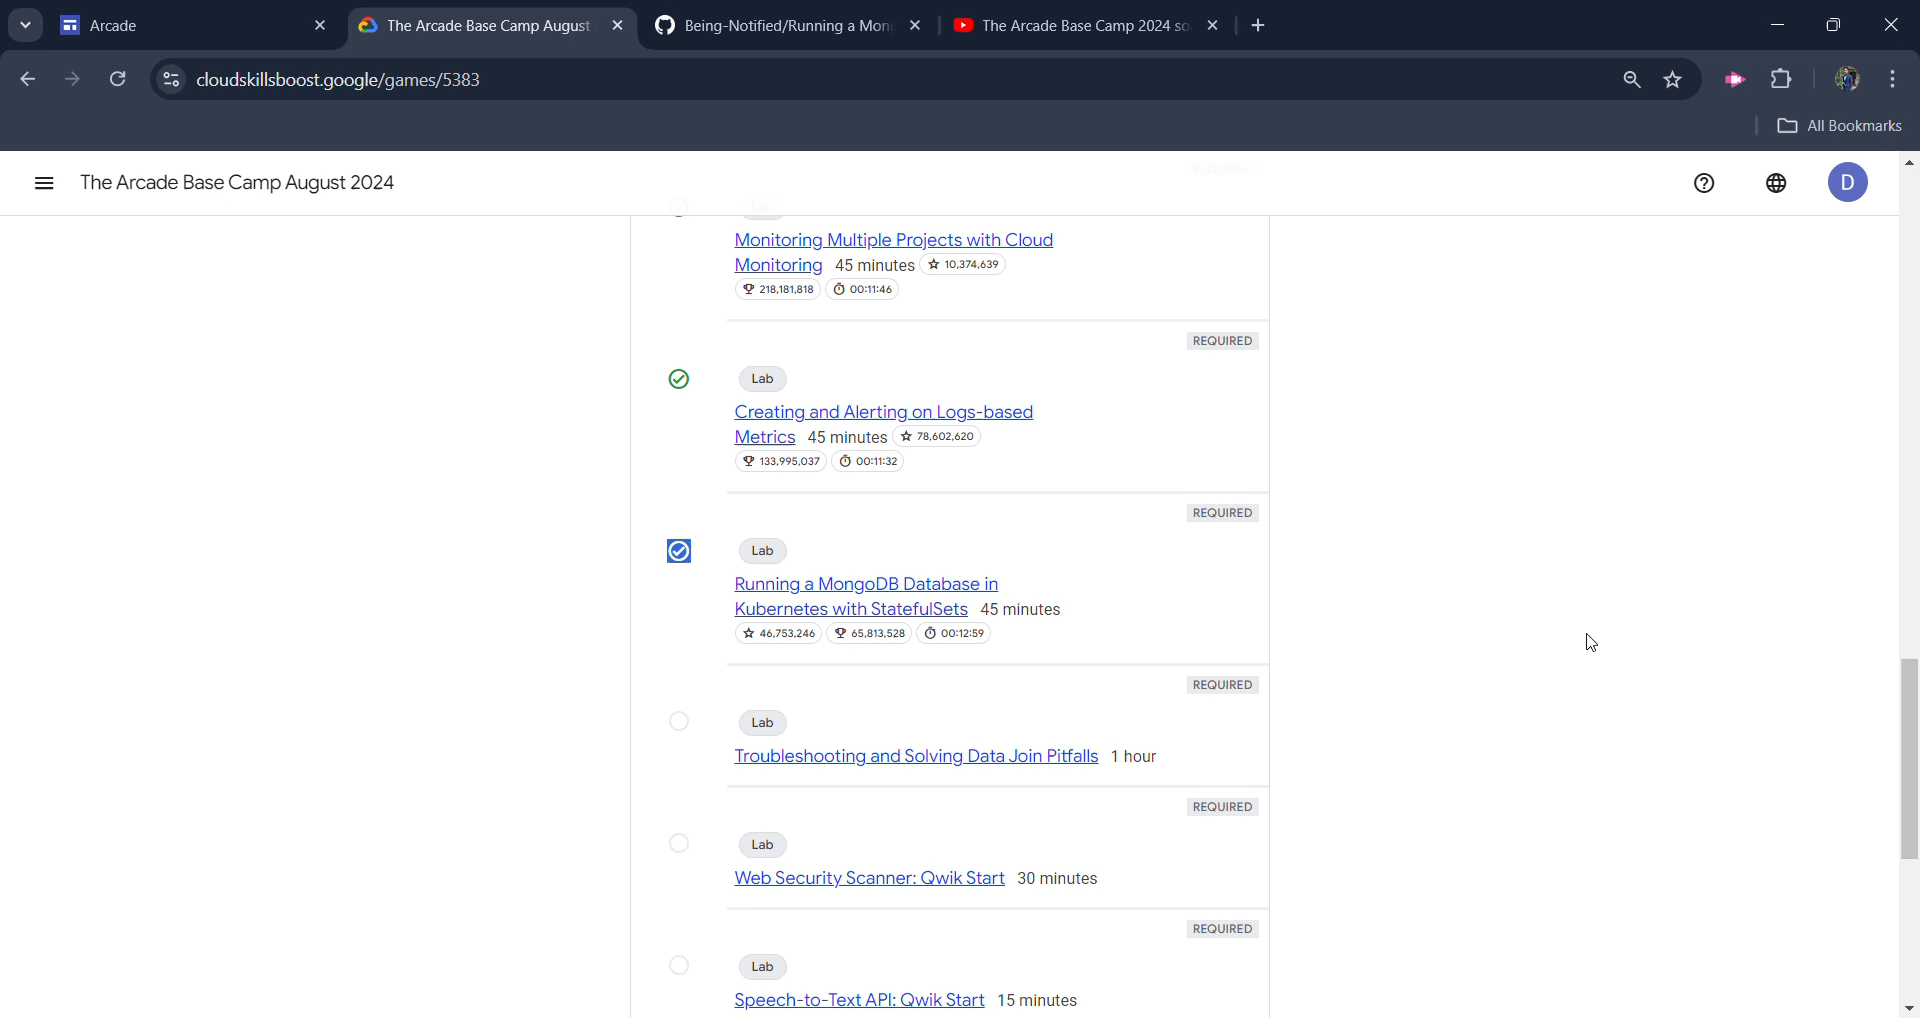 Arcade
The Arcade Base Camp August
Being-Notified/Running a Mon
The Arcade Base Camp 2024 so
cloudskillsboost.google/games/5383
All Bookmarks
The Arcade Base Camp August 2024
D
Lab
Monitoring Multiple Projects with Cloud
Monitoring 45 minutes 10,374,639
218,181,818 00:11:46
REQUIRED
Lab
Creating and Alerting on Logs-based
Metrics 45 minutes 78,602,620
133,995,037 00:11:32
REQUIRED
Lab
Running a MongoDB Database in
Kubernetes with StatefulSets 45 minutes
46,753,246 65,813,528 00:12:59
REQUIRED
Lab
Troubleshooting and Solving Data Join Pitfalls 1 hour
REQUIRED
Lab
Web Security Scanner: Qwik Start 30 minutes
REQUIRED
Lab
Speech-to-Text API: Qwik Start 15 minutes